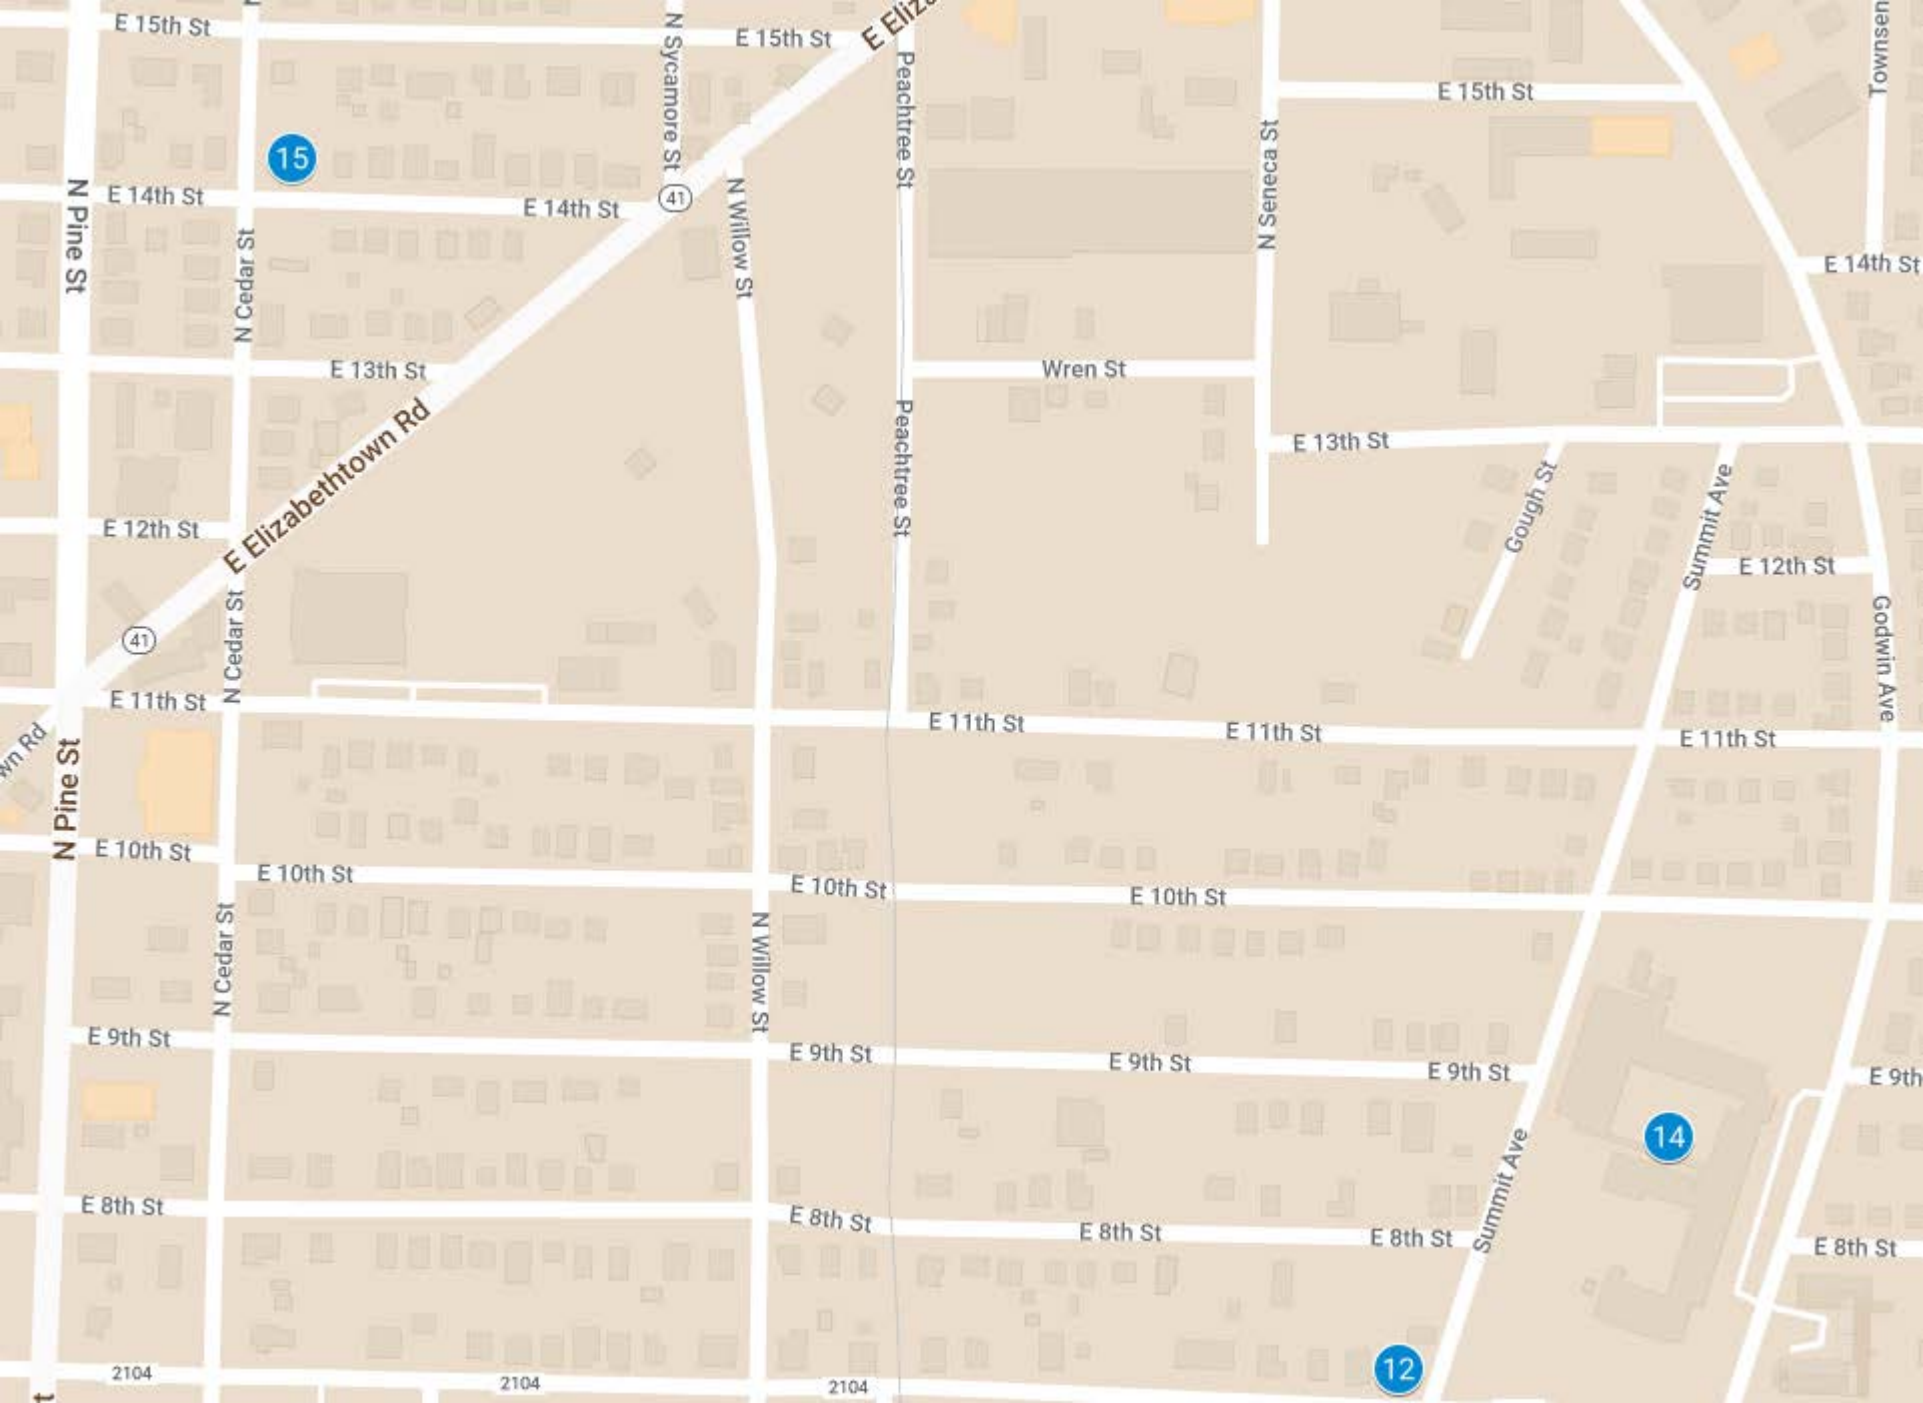 E 15th St
N Sycamore St
E 15th St
E Eliza
Peachtree St
N Seneca St
E 15th St
Townsen
15
N Pine St
E 14th St
E 14th St
41
N Willow St
E 14th St
N Cedar St
E 13th St
Wren St
E Elizabethtown Rd
Peachtree St
E 13th St
Gough St
Summit Ave
E 12th St
E 12th St
Godwin Ave
41
N Cedar St
E 11th St
E 11th St
E 11th St
E 11th St
wn Rd
N Pine St
E 10th St
E 10th St
E 10th St
E 10th St
N Cedar St
N Willow St
E 9th St
E 9th St
E 9th St
E 9th St
E 9th
14
Summit Ave
E 8th St
E 8th St
E 8th St
E 8th St
E 8th St
2104
2104
2104
12
t